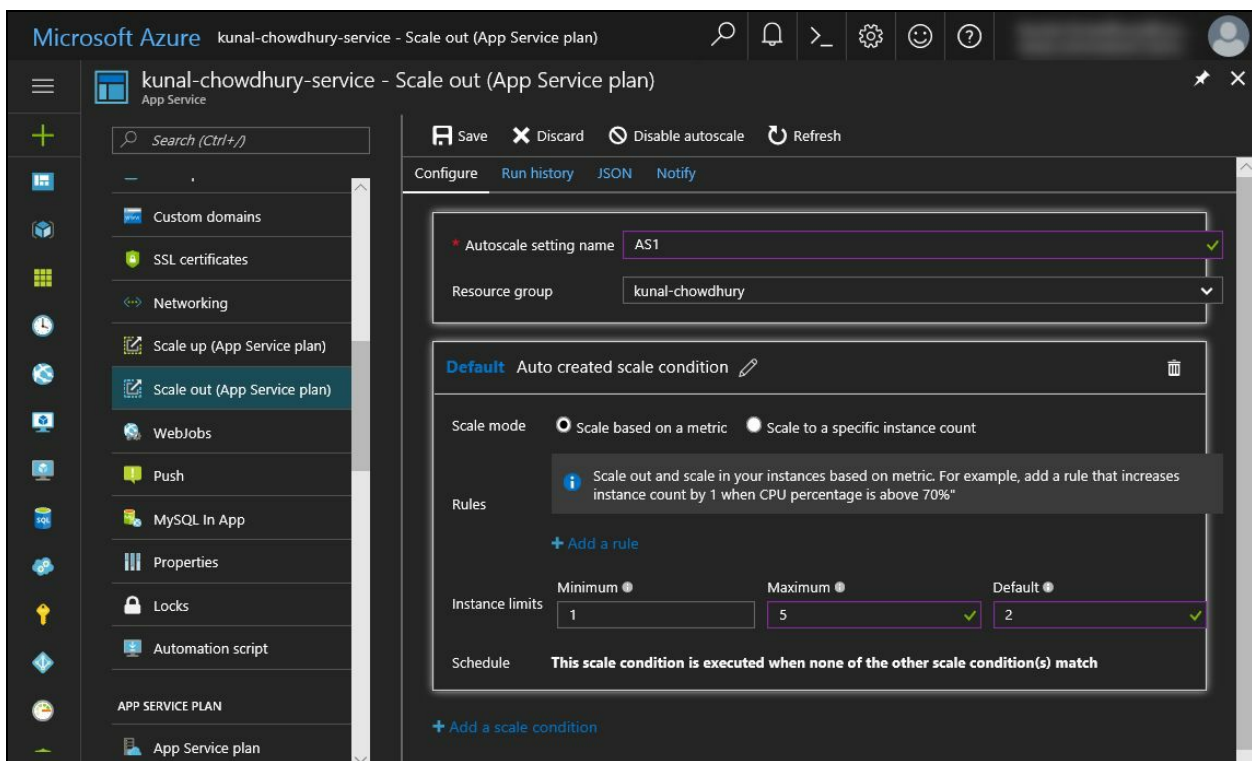 Microsoft Azure kunal-chowdhury-service - Scale out (App Service plan)
kunal-chowdhury-service - Scale out (App Service plan)
App Service
Search (Ctrl+/)
Custom domains
SSL certificates
Networking
Scale up (App Service plan)
Scale out (App Service plan)
WebJobs
Push
MySQL In App
Properties
Locks
Automation script
APP SERVICE PLAN
App Service plan
Save Discard Disable autoscale Refresh
Configure Run history JSON Notify
* Autoscale setting name AS1
Resource group kunal-chowdhury
Default Auto created scale condition
Scale mode Scale based on a metric Scale to a specific instance count
Rules
Scale out and scale in your instances based on metric. For example, add a rule that increases
instance count by 1 when CPU percentage is above 70%"
+ Add a rule
Minimum Maximum Default
Instance limits 1 5 2
Schedule This scale condition is executed when none of the other scale condition(s) match
+ Add a scale condition